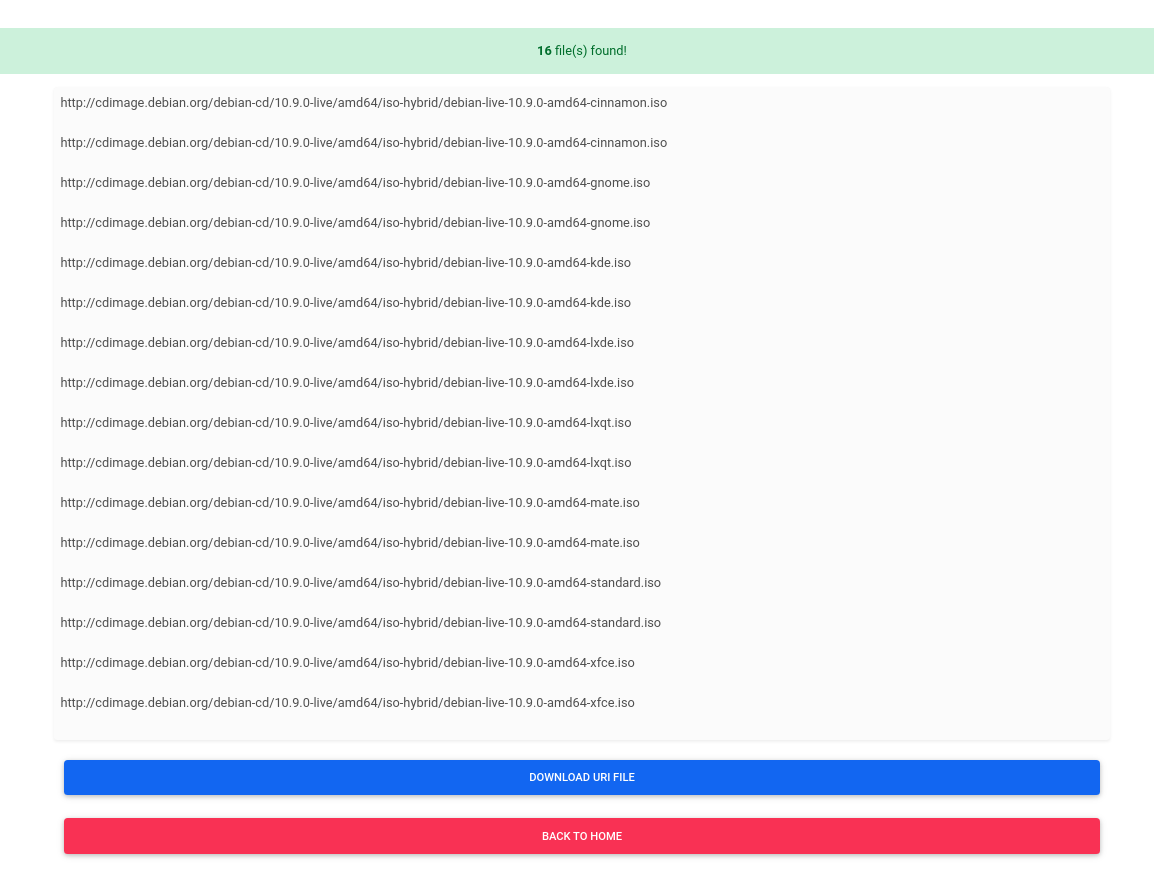 16 file(s) found!
http://cdimage.debian.org/debian-cd/10.9.0-live/amd64/iso-hybrid/debian-live-10.9.0-amd64-cinnamon.iso
http://cdimage.debian.org/debian-cd/10.9.0-live/amd64/iso-hybrid/debian-live-10.9.0-amd64-cinnamon.iso
http://cdimage.debian.org/debian-cd/10.9.0-live/amd64/iso-hybrid/debian-live-10.9.0-amd64-gnome.iso
http://cdimage.debian.org/debian-cd/10.9.0-live/amd64/iso-hybrid/debian-live-10.9.0-amd64-gnome.iso
http://cdimage.debian.org/debian-cd/10.9.0-live/amd64/iso-hybrid/debian-live-10.9.0-amd64-kde.iso
http://cdimage.debian.org/debian-cd/10.9.0-live/amd64/iso-hybrid/debian-live-10.9.0-amd64-kde.iso
http://cdimage.debian.org/debian-cd/10.9.0-live/amd64/iso-hybrid/debian-live-10.9.0-amd64-lxde.iso
http://cdimage.debian.org/debian-cd/10.9.0-live/amd64/iso-hybrid/debian-live-10.9.0-amd64-lxde.iso
http://cdimage.debian.org/debian-cd/10.9.0-live/amd64/iso-hybrid/debian-live-10.9.0-amd64-lxqt.iso
http://cdimage.debian.org/debian-cd/10.9.0-live/amd64/iso-hybrid/debian-live-10.9.0-amd64-lxqt.iso
http://cdimage.debian.org/debian-cd/10.9.0-live/amd64/iso-hybrid/debian-live-10.9.0-amd64-mate.iso
http://cdimage.debian.org/debian-cd/10.9.0-live/amd64/iso-hybrid/debian-live-10.9.0-amd64-mate.iso
http://cdimage.debian.org/debian-cd/10.9.0-live/amd64/iso-hybrid/debian-live-10.9.0-amd64-standard.iso
http://cdimage.debian.org/debian-cd/10.9.0-live/amd64/iso-hybrid/debian-live-10.9.0-amd64-standard.iso
http://cdimage.debian.org/debian-cd/10.9.0-live/amd64/iso-hybrid/debian-live-10.9.0-amd64-xfce.iso
http://cdimage.debian.org/debian-cd/10.9.0-live/amd64/iso-hybrid/debian-live-10.9.0-amd64-xfce.iso
DOWNLOAD URI FILE
BACK TO HOME